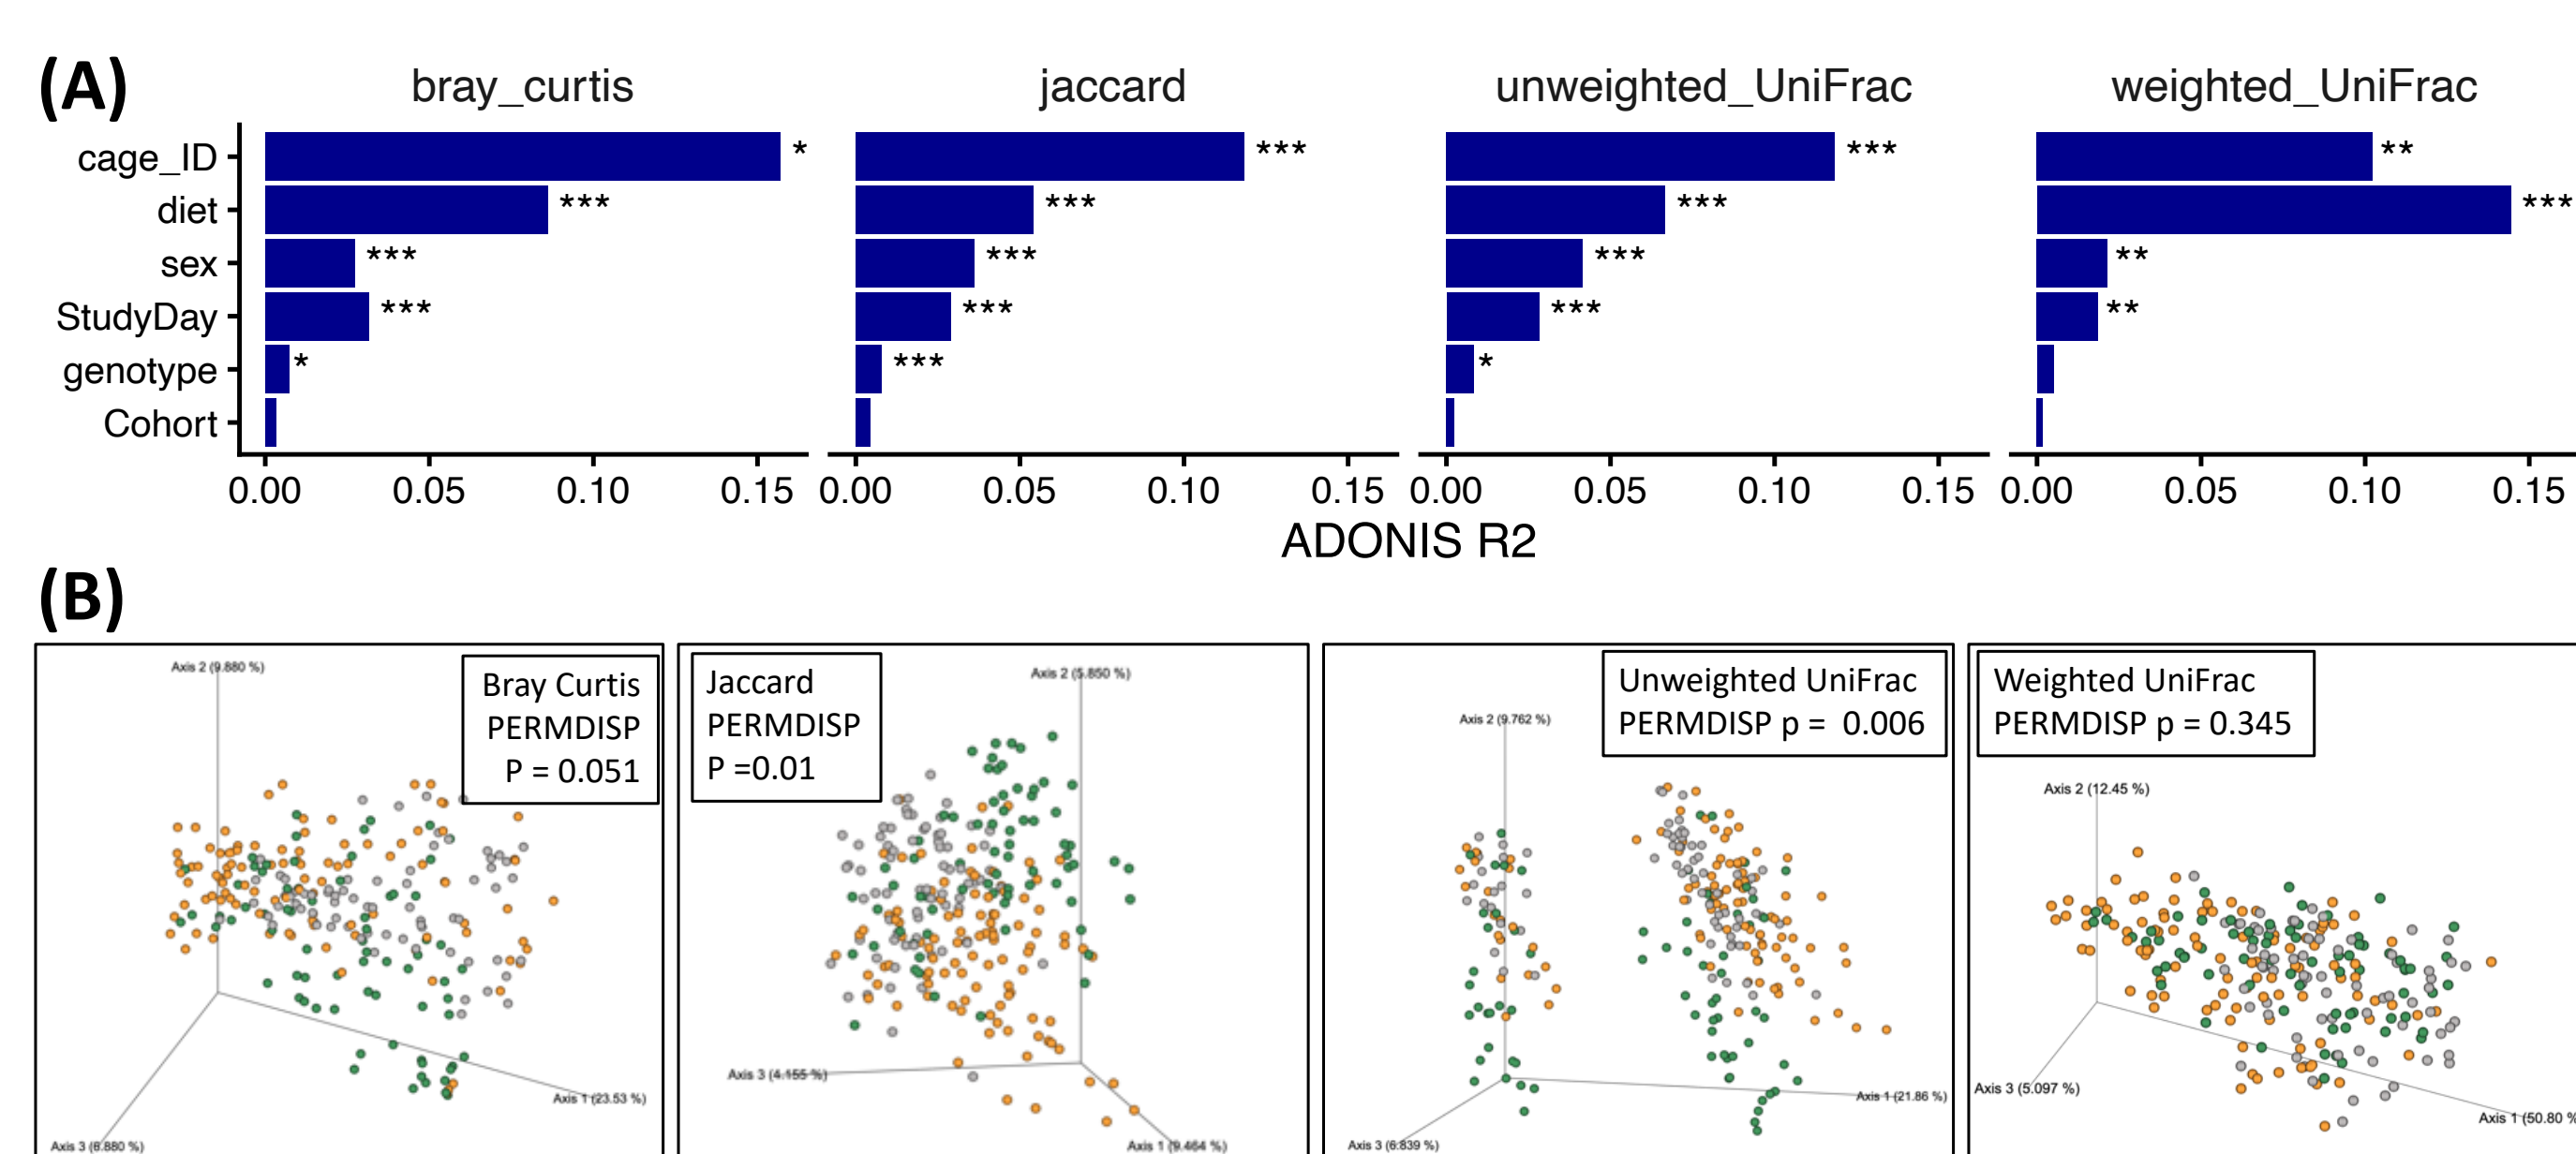 (A)
bray_curtis
jaccard
unweighted_UniFrac
weighted_UniFrac
cage_ID
*
***
***
**
diet
***
***
***
***
sex
***
***
***
**
StudyDay
***
***
***
**
genotype
*
***
*
Cohort
0.00 0.05 0.10 0.15 0.00 0.05 0.10 0.15 0.00 0.05 0.10 0.15 0.00 0.05 0.10 0.15
ADONIS R2
(B)
Axis 2 (9.880 %)
Bray Curtis
PERMDISP
P = 0.051
Axis 1 (23.53 %)
Axis 3 (6.880 %)
Jaccard
PERMDISP
P =0.01
Axis 2 (5.850 %)
Axis 3 (4.155 %)
Axis 1 (9.464 %)
Unweighted UniFrac
PERMDISP p = 0.006
Axis 2 (9.762 %)
Axis 1 (21.86 %)
Axis 3 (6.839 %)
Weighted UniFrac
PERMDISP p = 0.345
Axis 2 (12.45 %)
Axis 3 (5.097 %)
Axis 1 (50.80 %